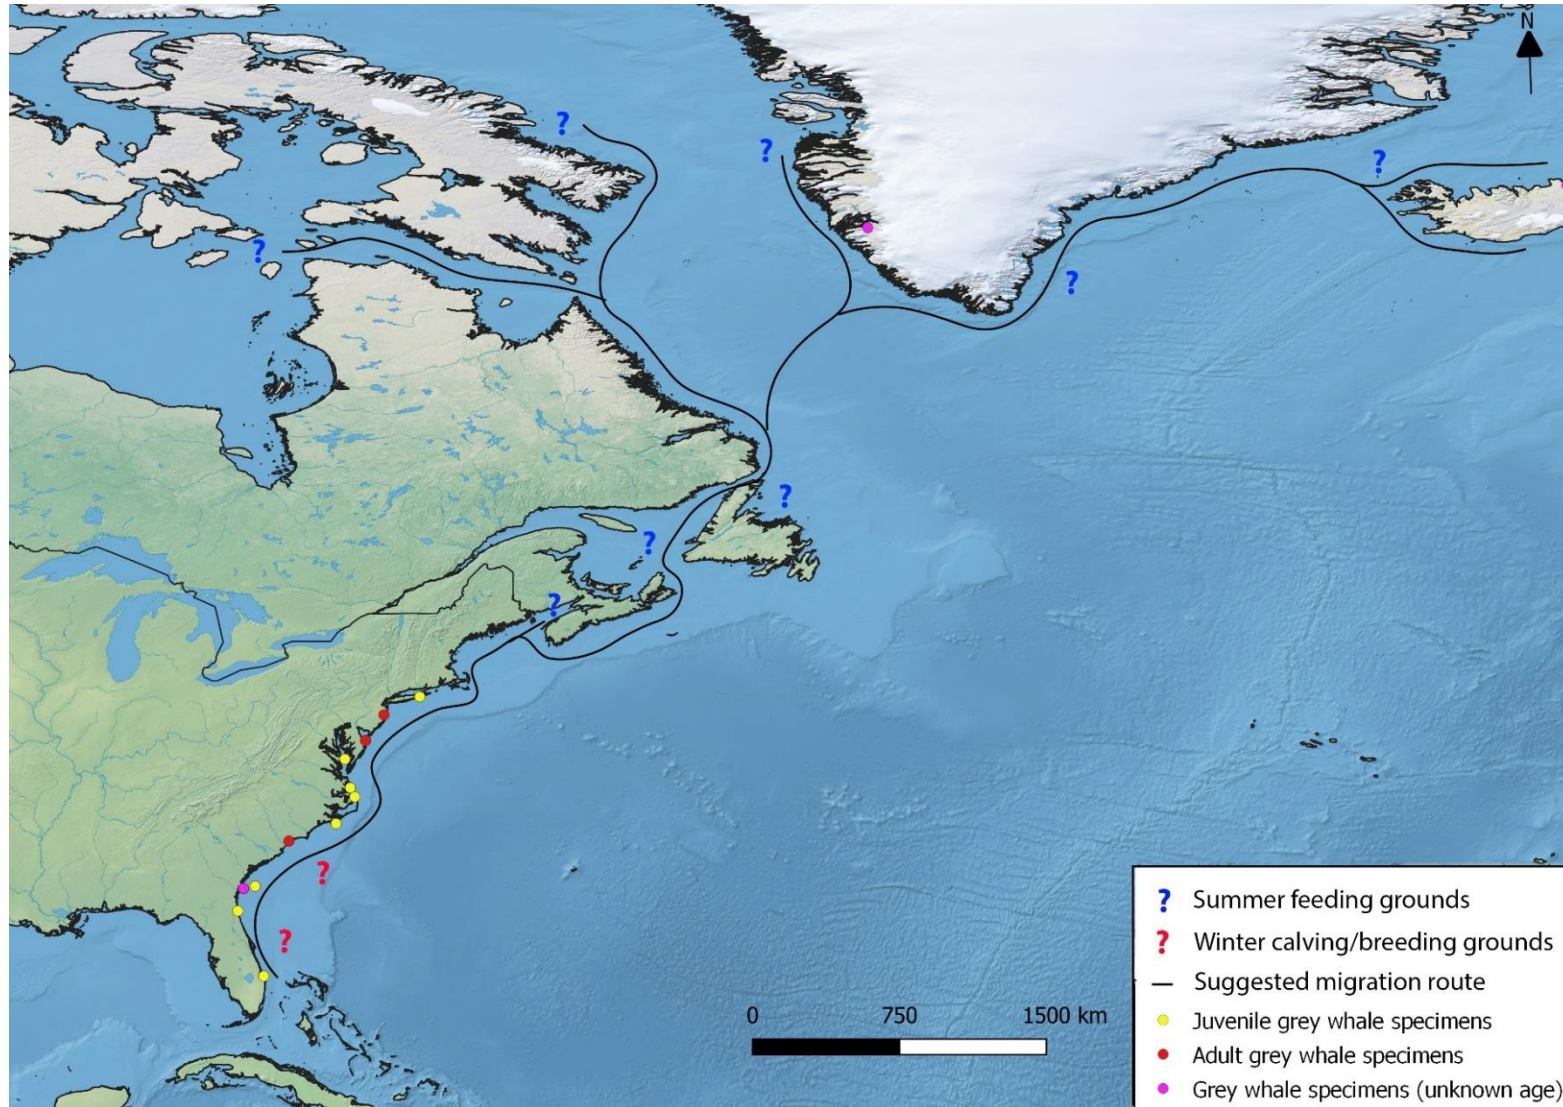 N
?
?
?
?
?
?
?
?
?
?
0 750 1500 km
? Summer feeding grounds
? Winter calving/breeding grounds
Suggested migration route
Juvenile grey whale specimens
Adult grey whale specimens
Grey whale specimens (unknown age)